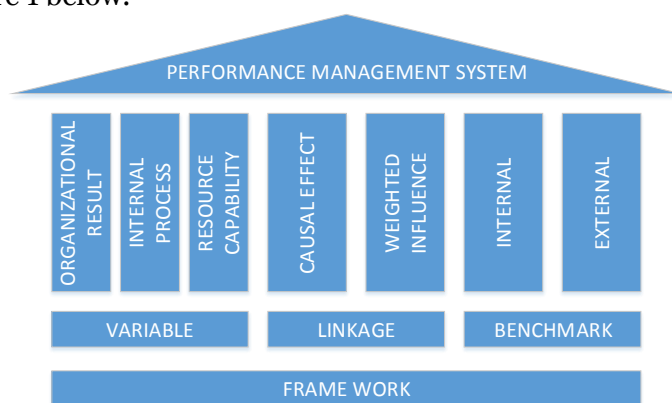 re 1 below.
PERFORMANCE MANAGEMENT SYSTEM
ORGANIZATIONAL
RESULT
INTERNAL
PROCESS
RESOURCE
CAPABILITY
CAUSAL EFFECT
WEIGHTED
INFLUENCE
INTERNAL
EXTERNAL
VARIABLE
LINKAGE
BENCHMARK
FRAME WORK